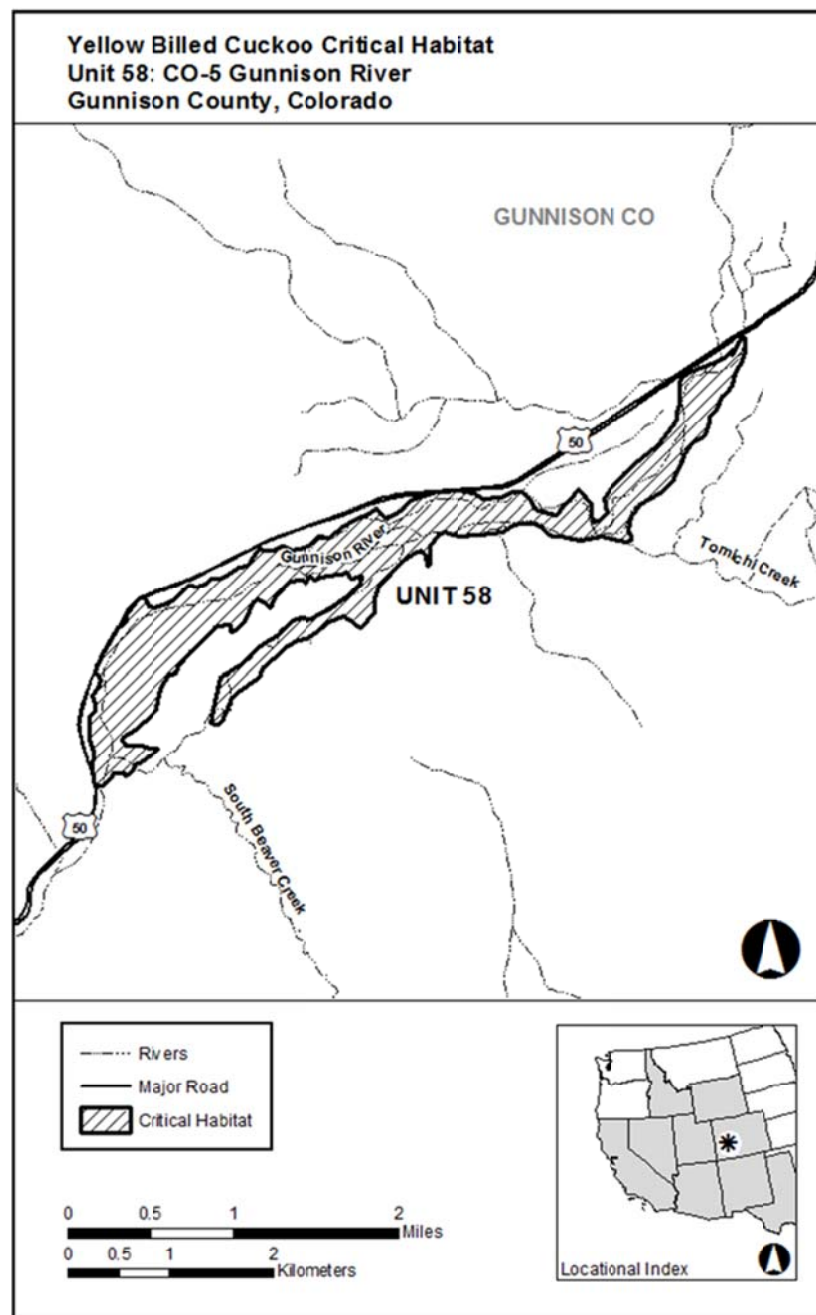 Yellow Billed Cuckoo Critical Habitat
Unit 58: CO-5 Gunnison River
Gunnison County, Colorado
GUNNISON CO
50
Gunnison River
Tomichi Creek
UNIT 58
50
South Beaver Creek
Rivers
Major Road
Critical Habitat
0 0.5 1 2
Miles
0 0.5 1 2
Kilometers
Locational Index